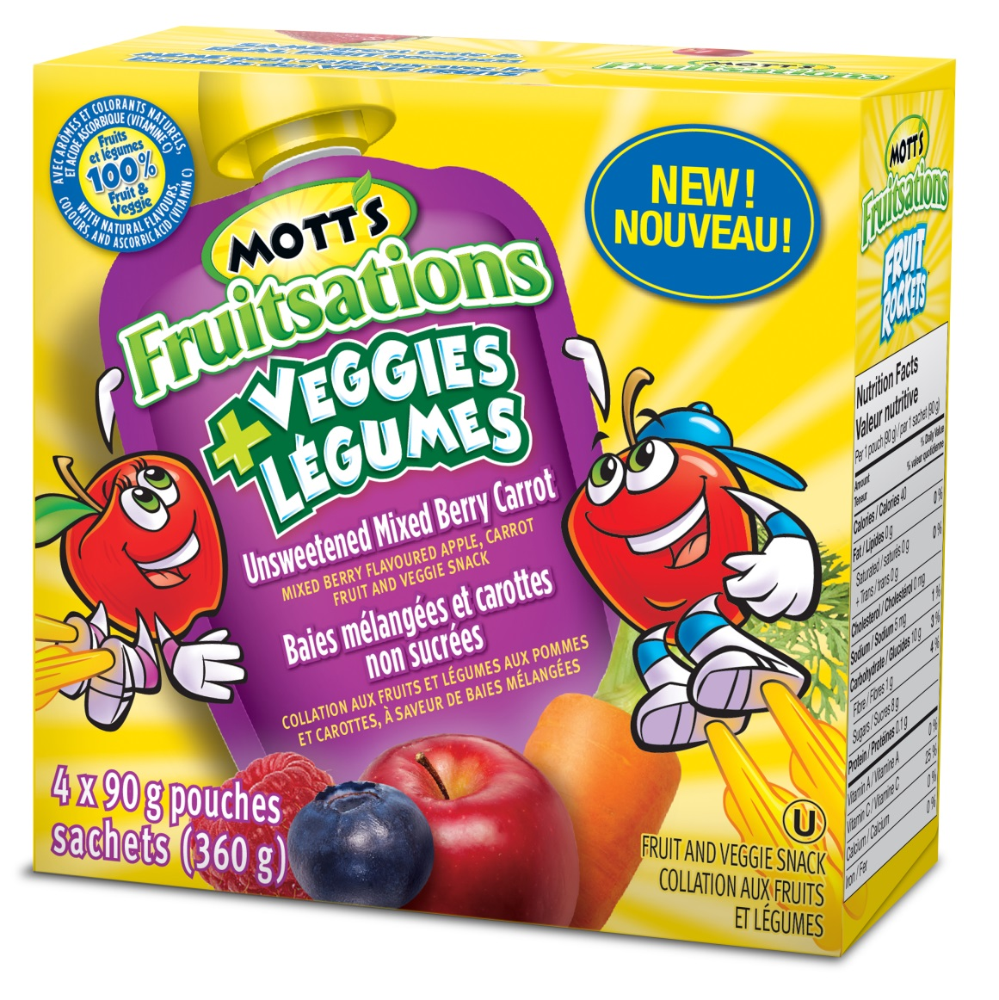 MOTT'S
Fruitsations
AVEC ARÔMES ET COLORANTS NATURELS,
ET ACIDE ASCORBIQUE (VITAMINE C)
Fruits
et légumes
100%
Fruit &
Veggie
WITH NATURAL FLAVOURS,
COLOURS, AND ASCORBIC ACID (VITAMIN C)
NEW!
NOUVEAU!
MOTT'S
Fruitsations
+VEGGIES
LÉGUMES
Unsweetened Mixed Berry Carrot
MIXED BERRY FLAVOURED APPLE, CARROT
FRUIT AND VEGGIE SNACK
Baies mélangées et carottes
non sucrées
COLLATION AUX FRUITS ET LÉGUMES AUX POMMES
ET CAROTTES, À SAVEUR DE BAIES MÉLANGÉES
4 x 90 g pouches
sachets (360 g)
U
FRUIT AND VEGGIE SNACK
COLLATION AUX FRUITS
ET LÉGUMES
MOTT'S
Fruitsations
FRUIT
ROCKETS
Nutrition Facts
Valeur nutritive
Per 1 pouch (90 g) / par 1 sachet (90 g)
Amount % Daily Value
Teneur % valeur quotidienne
Calories / Calories 40
Fat / Lipides 0 g 0 %
Saturated / saturés 0 g
+ Trans / trans 0 g 0 %
Cholesterol / Cholestérol 0 mg
Sodium / Sodium 5 mg 1 %
Carbohydrate / Glucides 10 g 3 %
Fibre / Fibres 1 g 4 %
Sugars / Sucres 8 g
Protein / Protéines 0.1 g
Vitamin A / Vitamine A 0 %
Vitamin C / Vitamine C 25 %
Calcium / Calcium 0 %
Iron / Fer 0 %